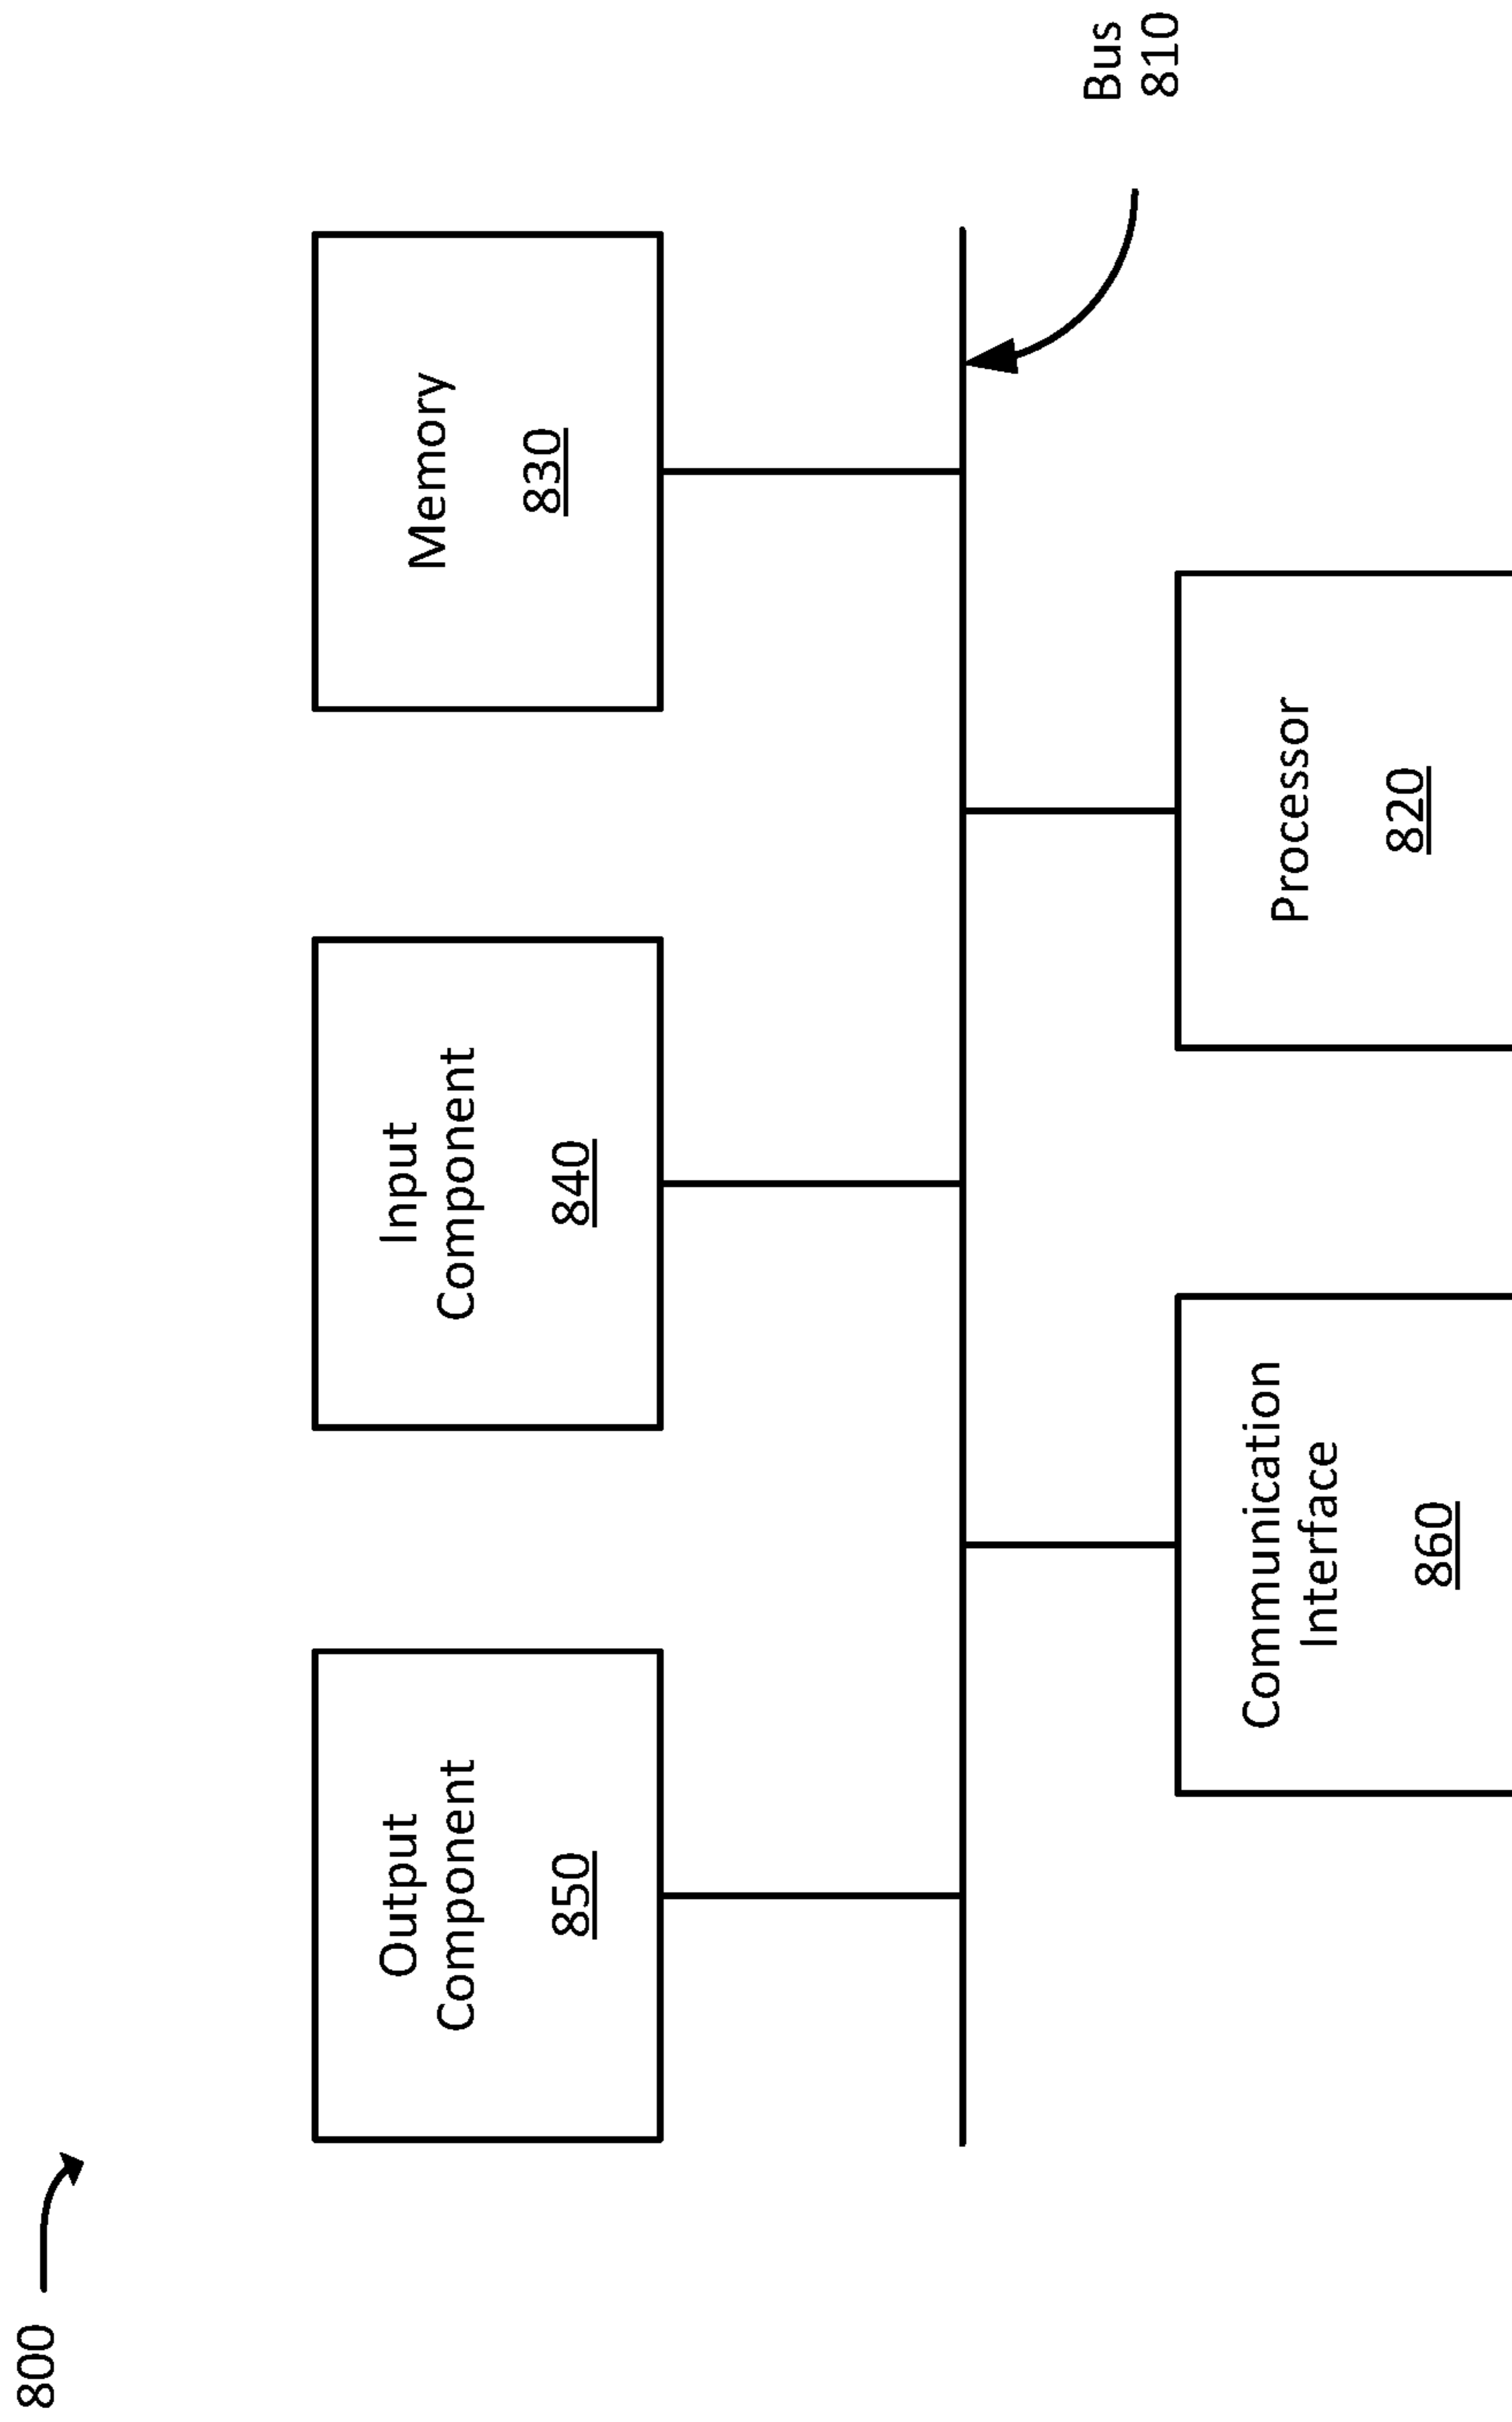 800
Output
Component
850
Input
Component
840
Memory
830
Communication
Interface
860
Processor
820
Bus
810